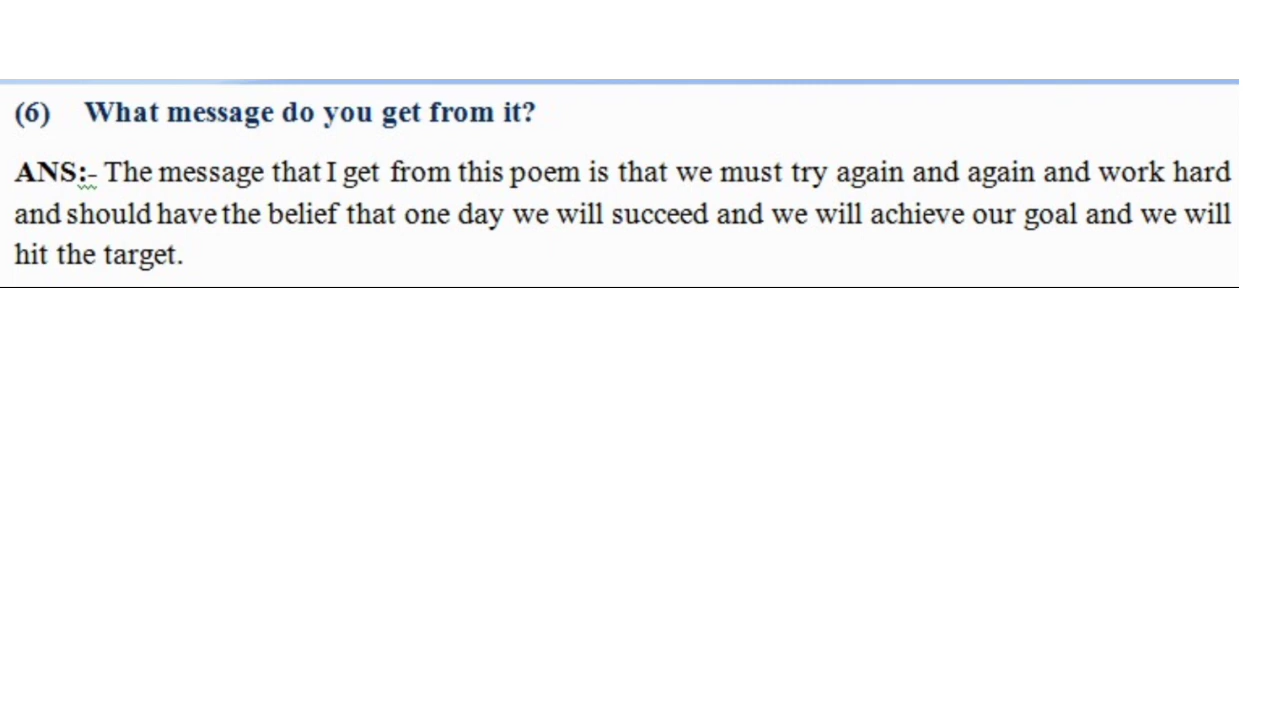 (6) What message do you get from it?
ANS:- The message that I get from this poem is that we must try again and again and work hard
and should have the belief that one day we will succeed and we will achieve our goal and we will
hit the target.